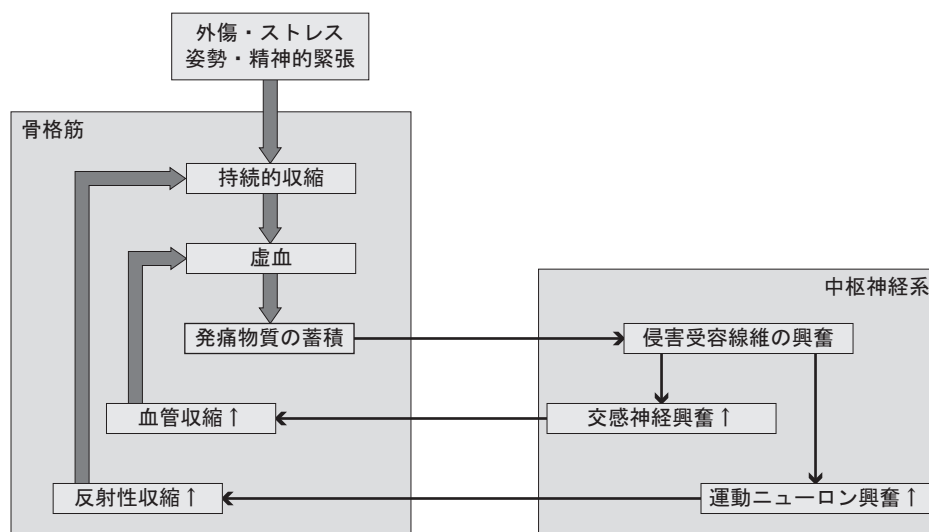 外傷・ストレス
姿勢・精神的緊張
骨格筋
持続的収縮
虚血
中枢神経系
発痛物質の蓄積
侵害受容線維の興奮
血管収縮↑
交感神経興奮↑
反射性収縮↑
運動ニューロン興奮↑